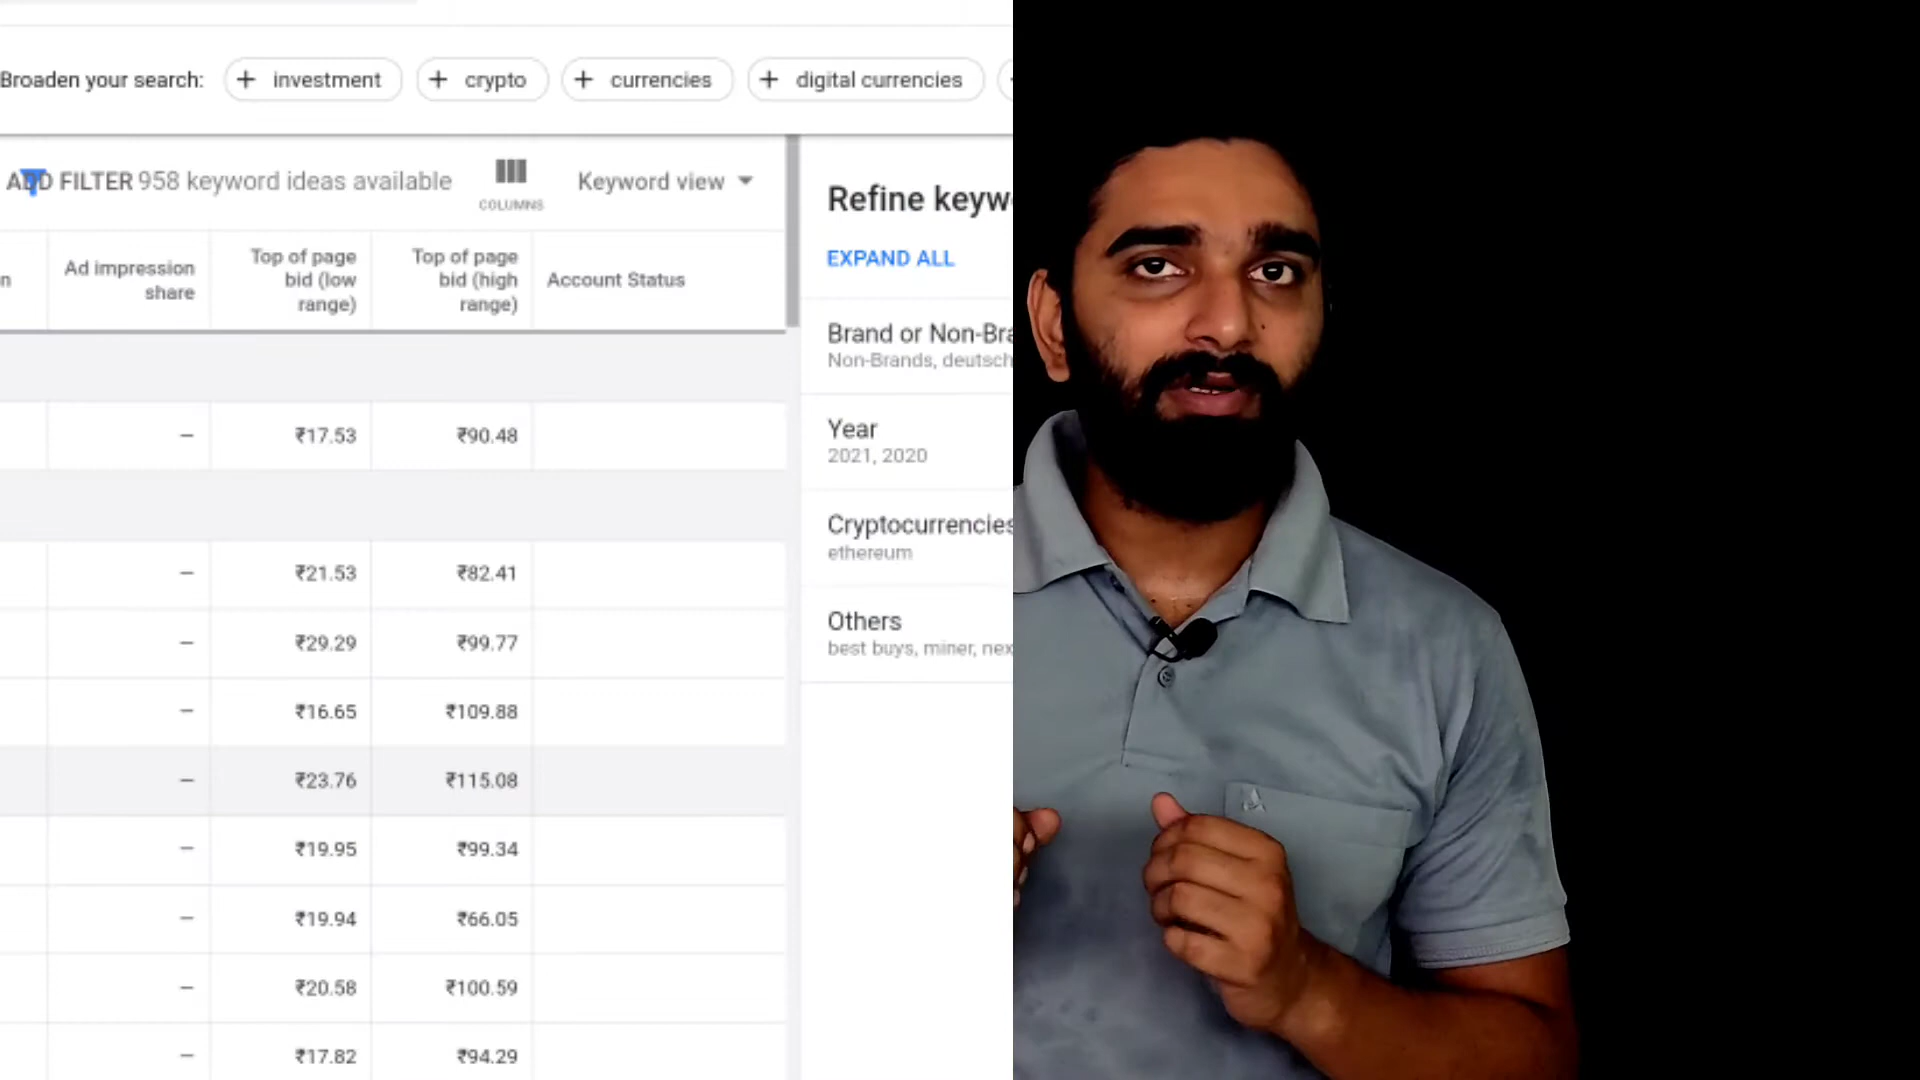 Broaden your search: + investment + crypto + currencies + digital currencies
ADD FILTER 958 keyword ideas available COLUMNS Keyword view
Refine keyw
EXPAND ALL
n
Ad impression share
Top of page bid (low range)
Top of page bid (high range)
Account Status
Brand or Non-Bra
Non-Brands, deutsch
Year
2021, 2020
Cryptocurrencies
ethereum
Others
best buys, miner, nex
– ₹17.53 ₹90.48
– ₹21.53 ₹82.41
– ₹29.29 ₹99.77
– ₹16.65 ₹109.88
– ₹23.76 ₹115.08
– ₹19.95 ₹99.34
– ₹19.94 ₹66.05
– ₹20.58 ₹100.59
– ₹17.82 ₹94.29